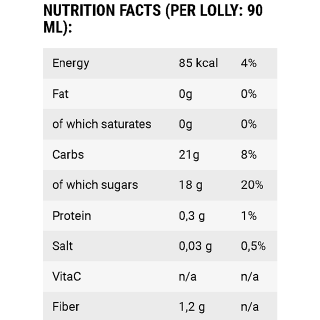 NUTRITION FACTS (PER LOLLY: 90
ML):
Energy 85 kcal 4%
Fat 0g 0%
of which saturates 0g 0%
Carbs 21g 8%
of which sugars 18 g 20%
Protein 0,3 g 1%
Salt 0,03 g 0,5%
VitaC n/a n/a
Fiber 1,2 g n/a